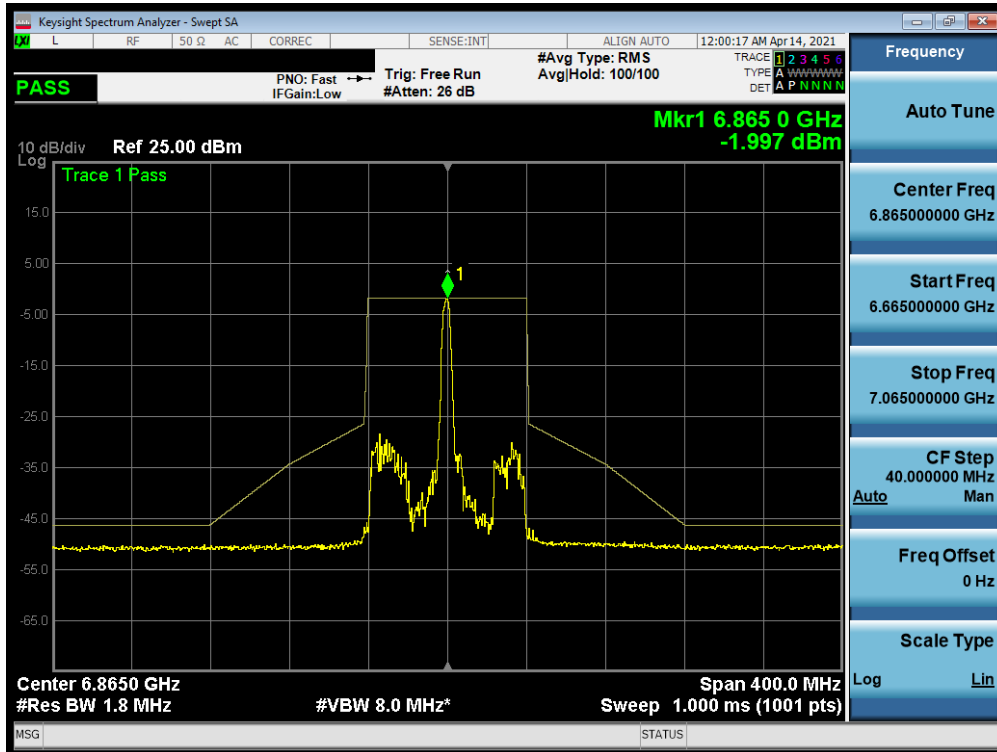 Keysight Spectrum Analyzer - Swept SA
LXI L RF 50 Ω AC CORREC SENSE:INT ALIGN AUTO 12:00:17 AM Apr 14, 2021
PASS
PNO: Fast
IFGain:Low
Trig: Free Run
#Atten: 26 dB
#Avg Type: RMS
Avg|Hold: 100/100
TRACE 1 2 3 4 5 6
TYPE A WWWWW
DET A P N N N N
Mkr1 6.865 0 GHz
-1.997 dBm
10 dB/div Ref 25.00 dBm
Log
Trace 1 Pass
15.0
5.00
1
-5.00
-15.0
-25.0
-35.0
-45.0
-55.0
-65.0
Center 6.8650 GHz Span 400.0 MHz
#Res BW 1.8 MHz #VBW 8.0 MHz* Sweep 1.000 ms (1001 pts)
MSG STATUS
Frequency
Auto Tune
Center Freq
6.865000000 GHz
Start Freq
6.665000000 GHz
Stop Freq
7.065000000 GHz
CF Step
40.000000 MHz
Auto Man
Freq Offset
0 Hz
Scale Type
Log Lin